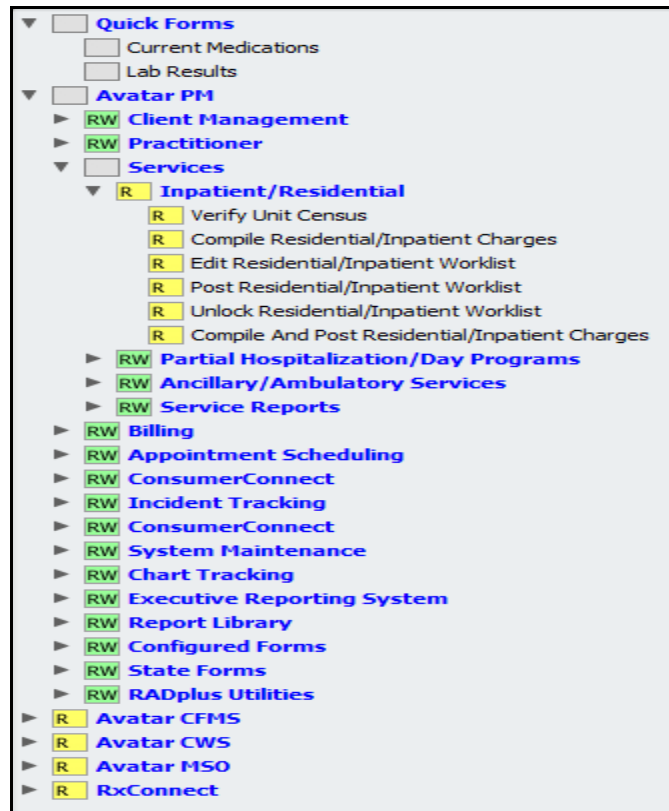 Quick Forms
Current Medications
Lab Results
Avatar PM
RW Client Management
RW Practitioner
Services
R Inpatient/Residential
R Verify Unit Census
R Compile Residential/Inpatient Charges
R Edit Residential/Inpatient Worklist
R Post Residential/Inpatient Worklist
R Unlock Residential/Inpatient Worklist
R Compile And Post Residential/Inpatient Charges
RW Partial Hospitalization/Day Programs
RW Ancillary/Ambulatory Services
RW Service Reports
RW Billing
RW Appointment Scheduling
RW ConsumerConnect
RW Incident Tracking
RW ConsumerConnect
RW System Maintenance
RW Chart Tracking
RW Executive Reporting System
RW Report Library
RW Configured Forms
RW State Forms
RW RADplus Utilities
R Avatar CFMS
R Avatar CWS
R Avatar MSO
R RxConnect